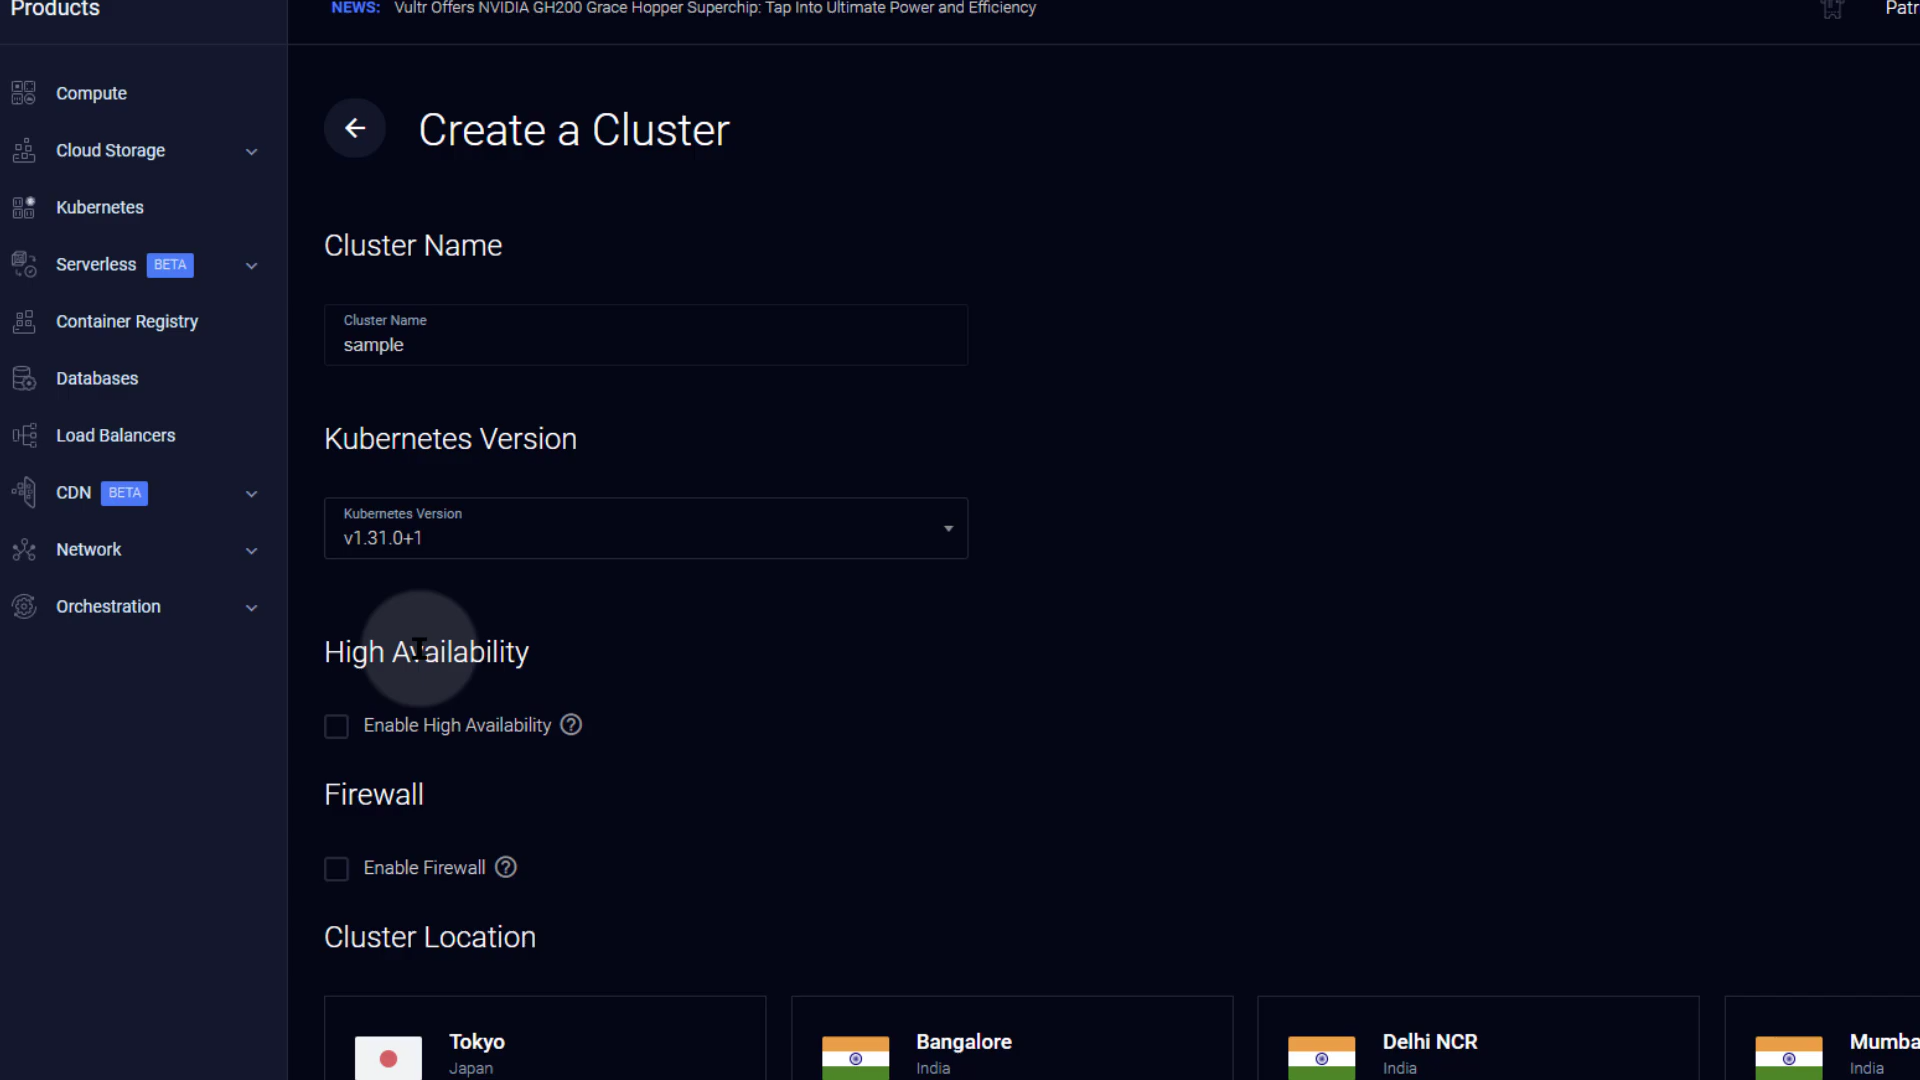 Products
NEWS: Vultr Offers NVIDIA GH200 Grace Hopper Superchip: Tap Into Ultimate Power and Efficiency
Patr
Compute
Cloud Storage
Kubernetes
Serverless BETA
Container Registry
Databases
Load Balancers
CDN BETA
Network
Orchestration
Create a Cluster
Cluster Name
Cluster Name
sample
Kubernetes Version
Kubernetes Version
v1.31.0+1
High Availability
Enable High Availability
Firewall
Enable Firewall
Cluster Location
Tokyo
Japan
Bangalore
India
Delhi NCR
India
Mumba
India